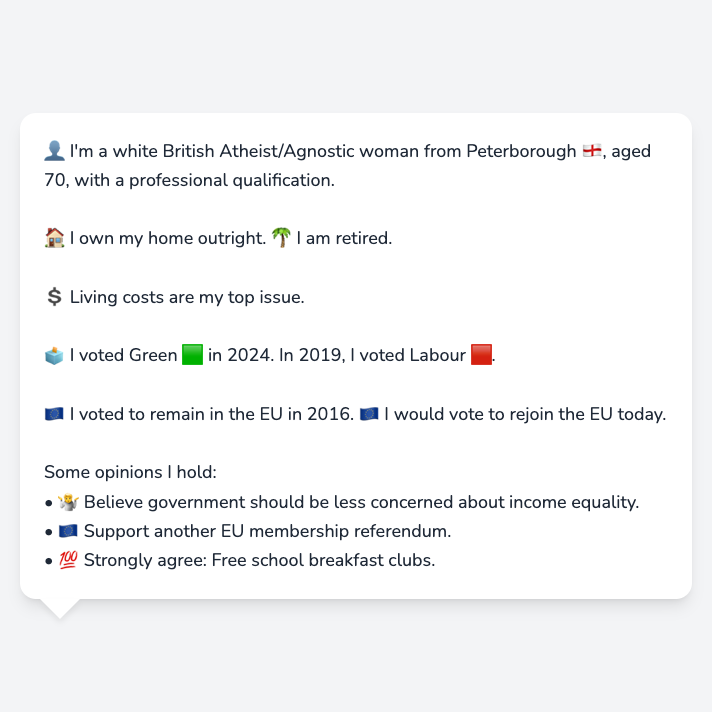 👤 I'm a white British Atheist/Agnostic woman from Peterborough 🏴󠁧󠁢󠁥󠁮󠁧󠁿, aged
70, with a professional qualification.
🏠 I own my home outright. 🌴 I am retired.
💲 Living costs are my top issue.
🗳️ I voted Green 🟩 in 2024. In 2019, I voted Labour 🟥.
🇪🇺 I voted to remain in the EU in 2016. 🇪🇺 I would vote to rejoin the EU today.
Some opinions I hold:
• 🤷 Believe government should be less concerned about income equality.
• 🇪🇺 Support another EU membership referendum.
• 💯 Strongly agree: Free school breakfast clubs.